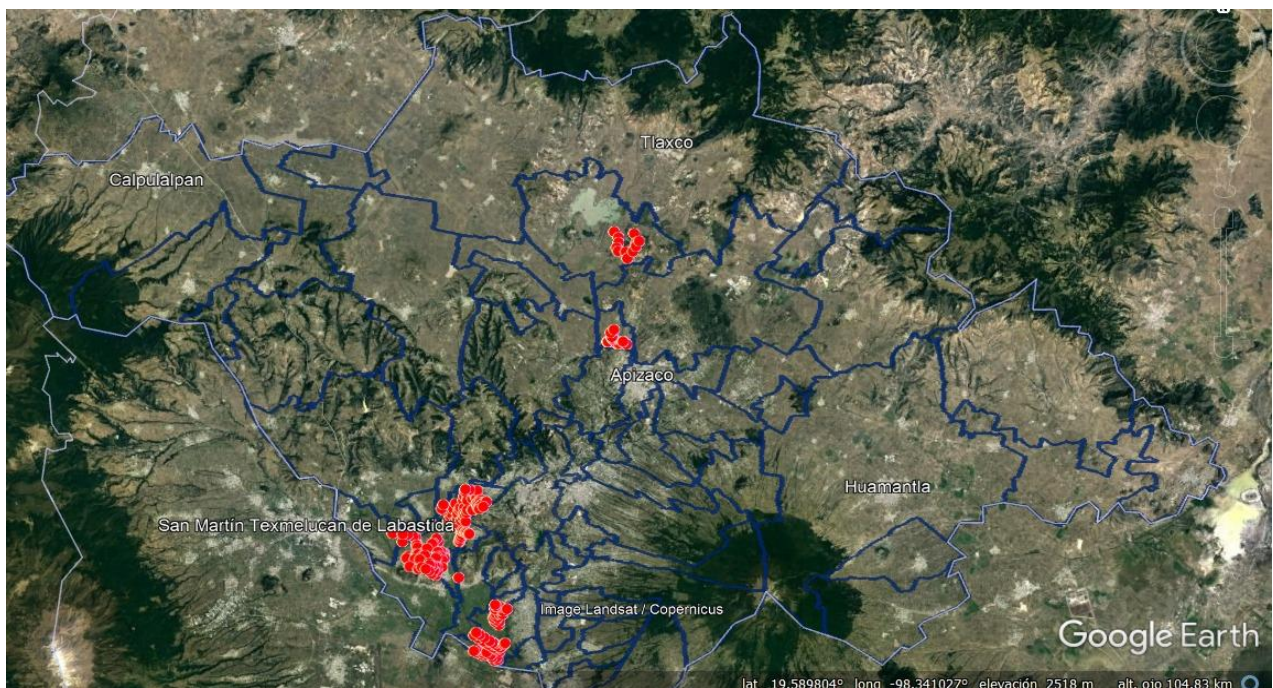 Tlaxco
Calpulalpan
Apizaco
Huamantla
San Martín Texmelucan de Labastida
Image Landsat / Copernicus
Google Earth
lat 19.589804° long -98.341027° elevación 2518 m alt. ojo 104.83 km